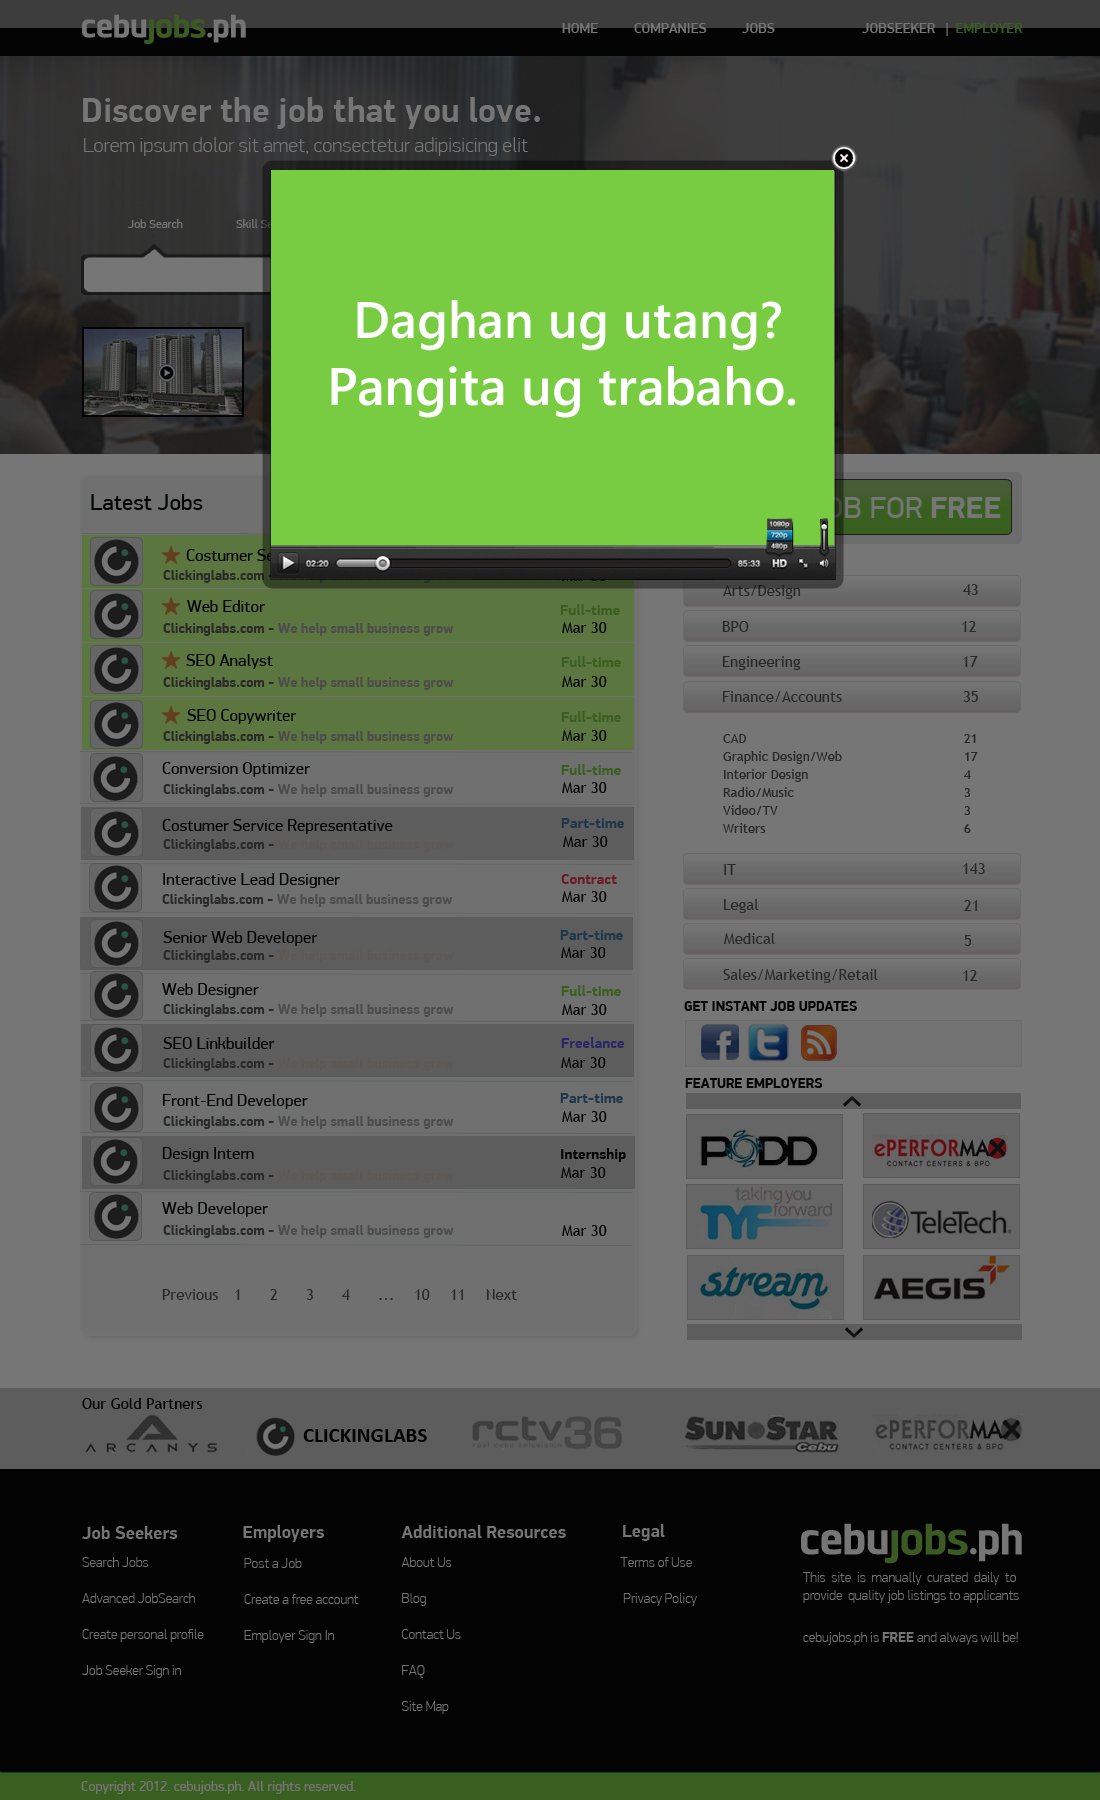 cebujobs.ph
HOME COMPANIES JOBS JOBSEEKER | EMPLOYER
Discover the job that you love.
Lorem ipsum dolor sit amet, consectetur adipisicing elit
Job Search Skill
Daghan ug utang?
Pangita ug trabaho.
1080p
720p
480p
02:20 85:33 HD
Latest Jobs
JOB FOR FREE
Costumer
Clickinglabs.com -
Web Editor Full-time
Clickinglabs.com - We help small business grow Mar 30
SEO Analyst Full-time
Clickinglabs.com - We help small business grow Mar 30
SEO Copywriter Full-time
Clickinglabs.com - We help small business grow Mar 30
Conversion Optimizer Full-time
Clickinglabs.com - We help small business grow Mar 30
Costumer Service Representative Part-time
Clickinglabs.com - We help small business grow Mar 30
Interactive Lead Designer Contract
Clickinglabs.com - We help small business grow Mar 30
Senior Web Developer Part-time
Clickinglabs.com - We help small business grow Mar 30
Web Designer Full-time
Clickinglabs.com - We help small business grow Mar 30
SEO Linkbuilder Freelance
Clickinglabs.com - We help small business grow Mar 30
Front-End Developer Part-time
Clickinglabs.com - We help small business grow Mar 30
Design Intern Internship
Clickinglabs.com - We help small business grow Mar 30
Web Developer
Clickinglabs.com - We help small business grow Mar 30
Previous 1 2 3 4 ... 10 11 Next
Arts/Design 43
BPO 12
Engineering 17
Finance/Accounts 35
CAD 21
Graphic Design/Web 17
Interior Design 4
Radio/Music 3
Video/TV 3
Writers 6
IT 143
Legal 21
Medical 5
Sales/Marketing/Retail 12
GET INSTANT JOB UPDATES
FEATURE EMPLOYERS
PODD
ePERFORMAX
CONTACT CENTERS & BPO
taking you
TYF forward
TeleTech.
stream
AEGIS
Our Gold Partners
ARCANYS
CLICKINGLABS
rctv36
real cebu television
SUN STAR
Cebu
ePERFORMAX
CONTACT CENTERS & BPO
Job Seekers
Search Jobs
Advanced JobSearch
Create personal profile
Job Seeker Sign in
Employers
Post a Job
Create a free account
Employer Sign In
Additional Resources
About Us
Blog
Contact Us
FAQ
Site Map
Legal
Terms of Use
Privacy Policy
cebujobs.ph
This site is manually curated daily to
provide quality job listings to applicants
cebujobs.ph is FREE and always will be!
Copyright 2012. cebujobs.ph. All rights reserved.